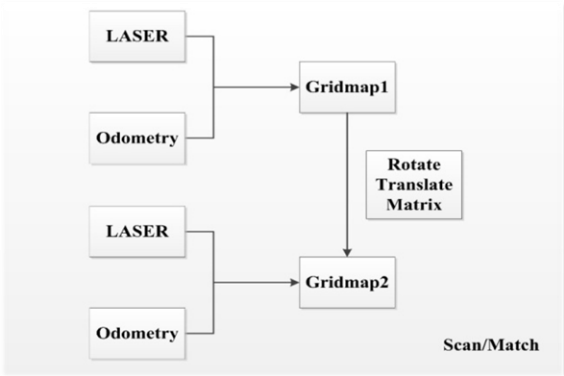 LASER
Gridmap1
Odometry
Rotate
Translate
Matrix
LASER
Gridmap2
Odometry
Scan/Match